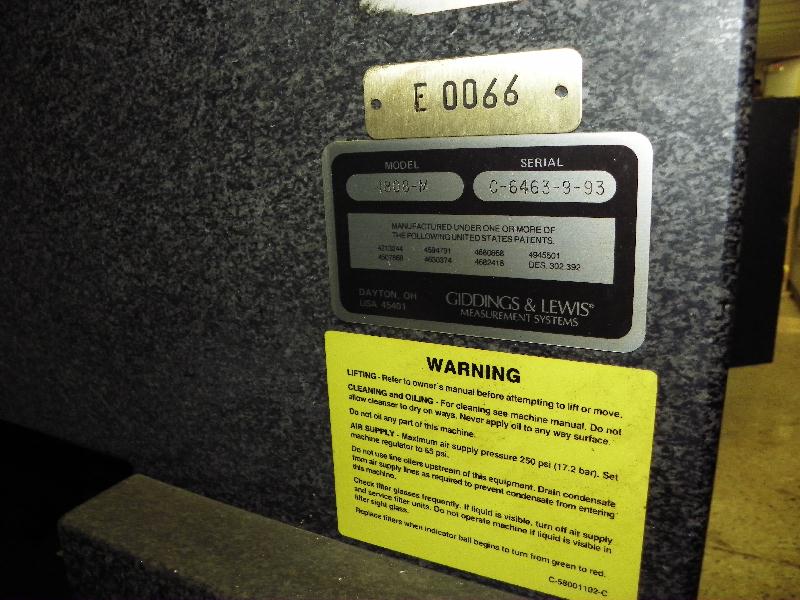 E 0066
MODEL SERIAL
1808-M C-6463-9-93
MANUFACTURED UNDER ONE OR MORE OF
THE FOLLOWING UNITED STATES PATENTS.
4213244 4594791 4660868 4945501
4507868 4630374 4682418 DES. 302 392
DAYTON, OH
USA 45401
GIDDINGS & LEWIS®
MEASUREMENT SYSTEMS
WARNING
LIFTING - Refer to owner's manual before attempting to lift or move.
CLEANING and OILING - For cleaning see machine manual. Do not
allow cleanser to dry on ways. Never apply oil to any way surface.
Do not oil any part of this machine.
AIR SUPPLY - Maximum air supply pressure 250 psi (17.2 bar). Set
machine regulator to 65 psi.
Do not use line oilers upstream of this equipment. Drain condensate
from air supply lines as required to prevent condensate from entering
this machine.
Check filter glasses frequently. If liquid is visible, turn off air supply
and service filter units. Do not operate machine if liquid is visible in
filter sight glass.
Replace filters when indicator ball begins to turn from green to red.
C-58001102-C